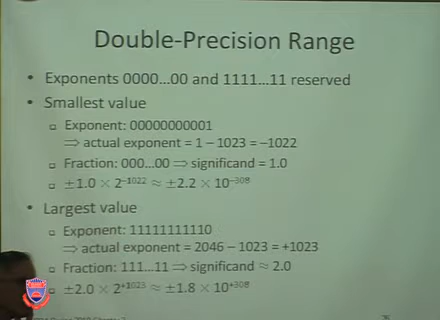 Double-Precision Range
• Exponents 0000…00 and 1111…11 reserved
• Smallest value
Exponent: 00000000001
⇒ actual exponent = 1 – 1023 = –1022
Fraction: 000…00 ⇒ significand = 1.0
±1.0 × 2^–1022 ≈ ±2.2 × 10^–308
• Largest value
Exponent: 11111111110
⇒ actual exponent = 2046 – 1023 = +1023
Fraction: 111…11 ⇒ significand ≈ 2.0
±2.0 × 2^+1023 ≈ ±1.8 × 10^+308